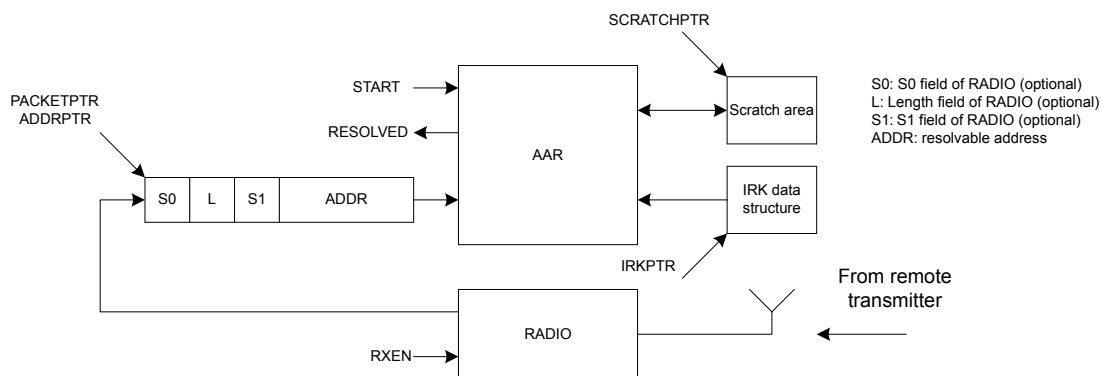 SCRATCHPTR
START
PACKETPTR
ADDRPTR
RESOLVED
AAR
Scratch area
S0: S0 field of RADIO (optional)
L: Length field of RADIO (optional)
S1: S1 field of RADIO (optional)
ADDR: resolvable address
S0 L S1 ADDR
IRK data
structure
IRKPTR
From remote
transmitter
RADIO
RXEN